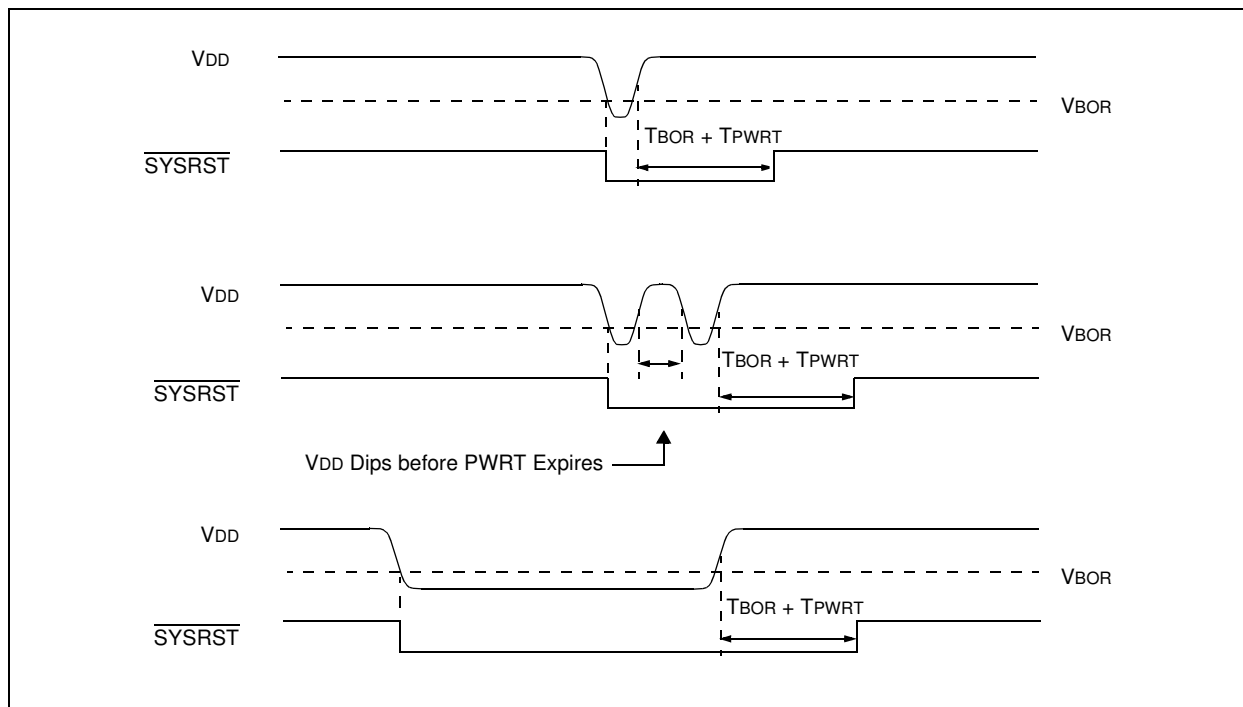 VDD
VBOR
TBOR + TPWRT
SYSRST
VDD
VBOR
TBOR + TPWRT
SYSRST
VDD Dips before PWRT Expires
VDD
VBOR
TBOR + TPWRT
SYSRST